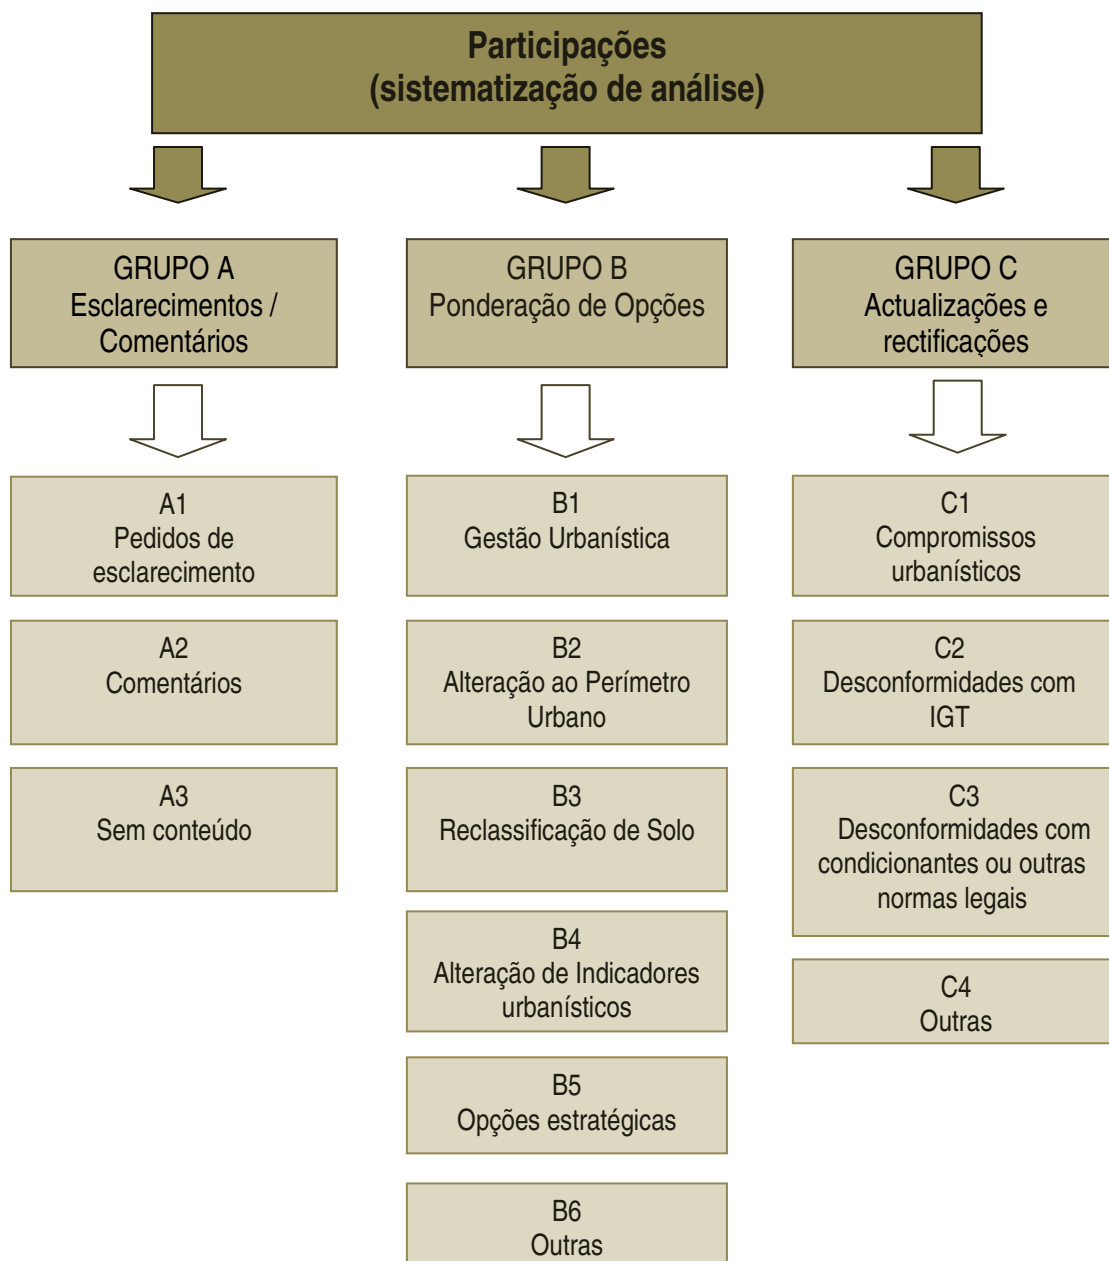 Participações
(sistematização de análise)
GRUPO A
Esclarecimentos /
Comentários
GRUPO B
Ponderação de Opções
GRUPO C
Actualizações e
rectificações
A1
Pedidos de
esclarecimento
A2
Comentários
A3
Sem conteúdo
B1
Gestão Urbanística
B2
Alteração ao Perímetro
Urbano
B3
Reclassificação de Solo
B4
Alteração de Indicadores
urbanísticos
B5
Opções estratégicas
B6
Outras
C1
Compromissos
urbanísticos
C2
Desconformidades com
IGT
C3
Desconformidades com
condicionantes ou outras
normas legais
C4
Outras